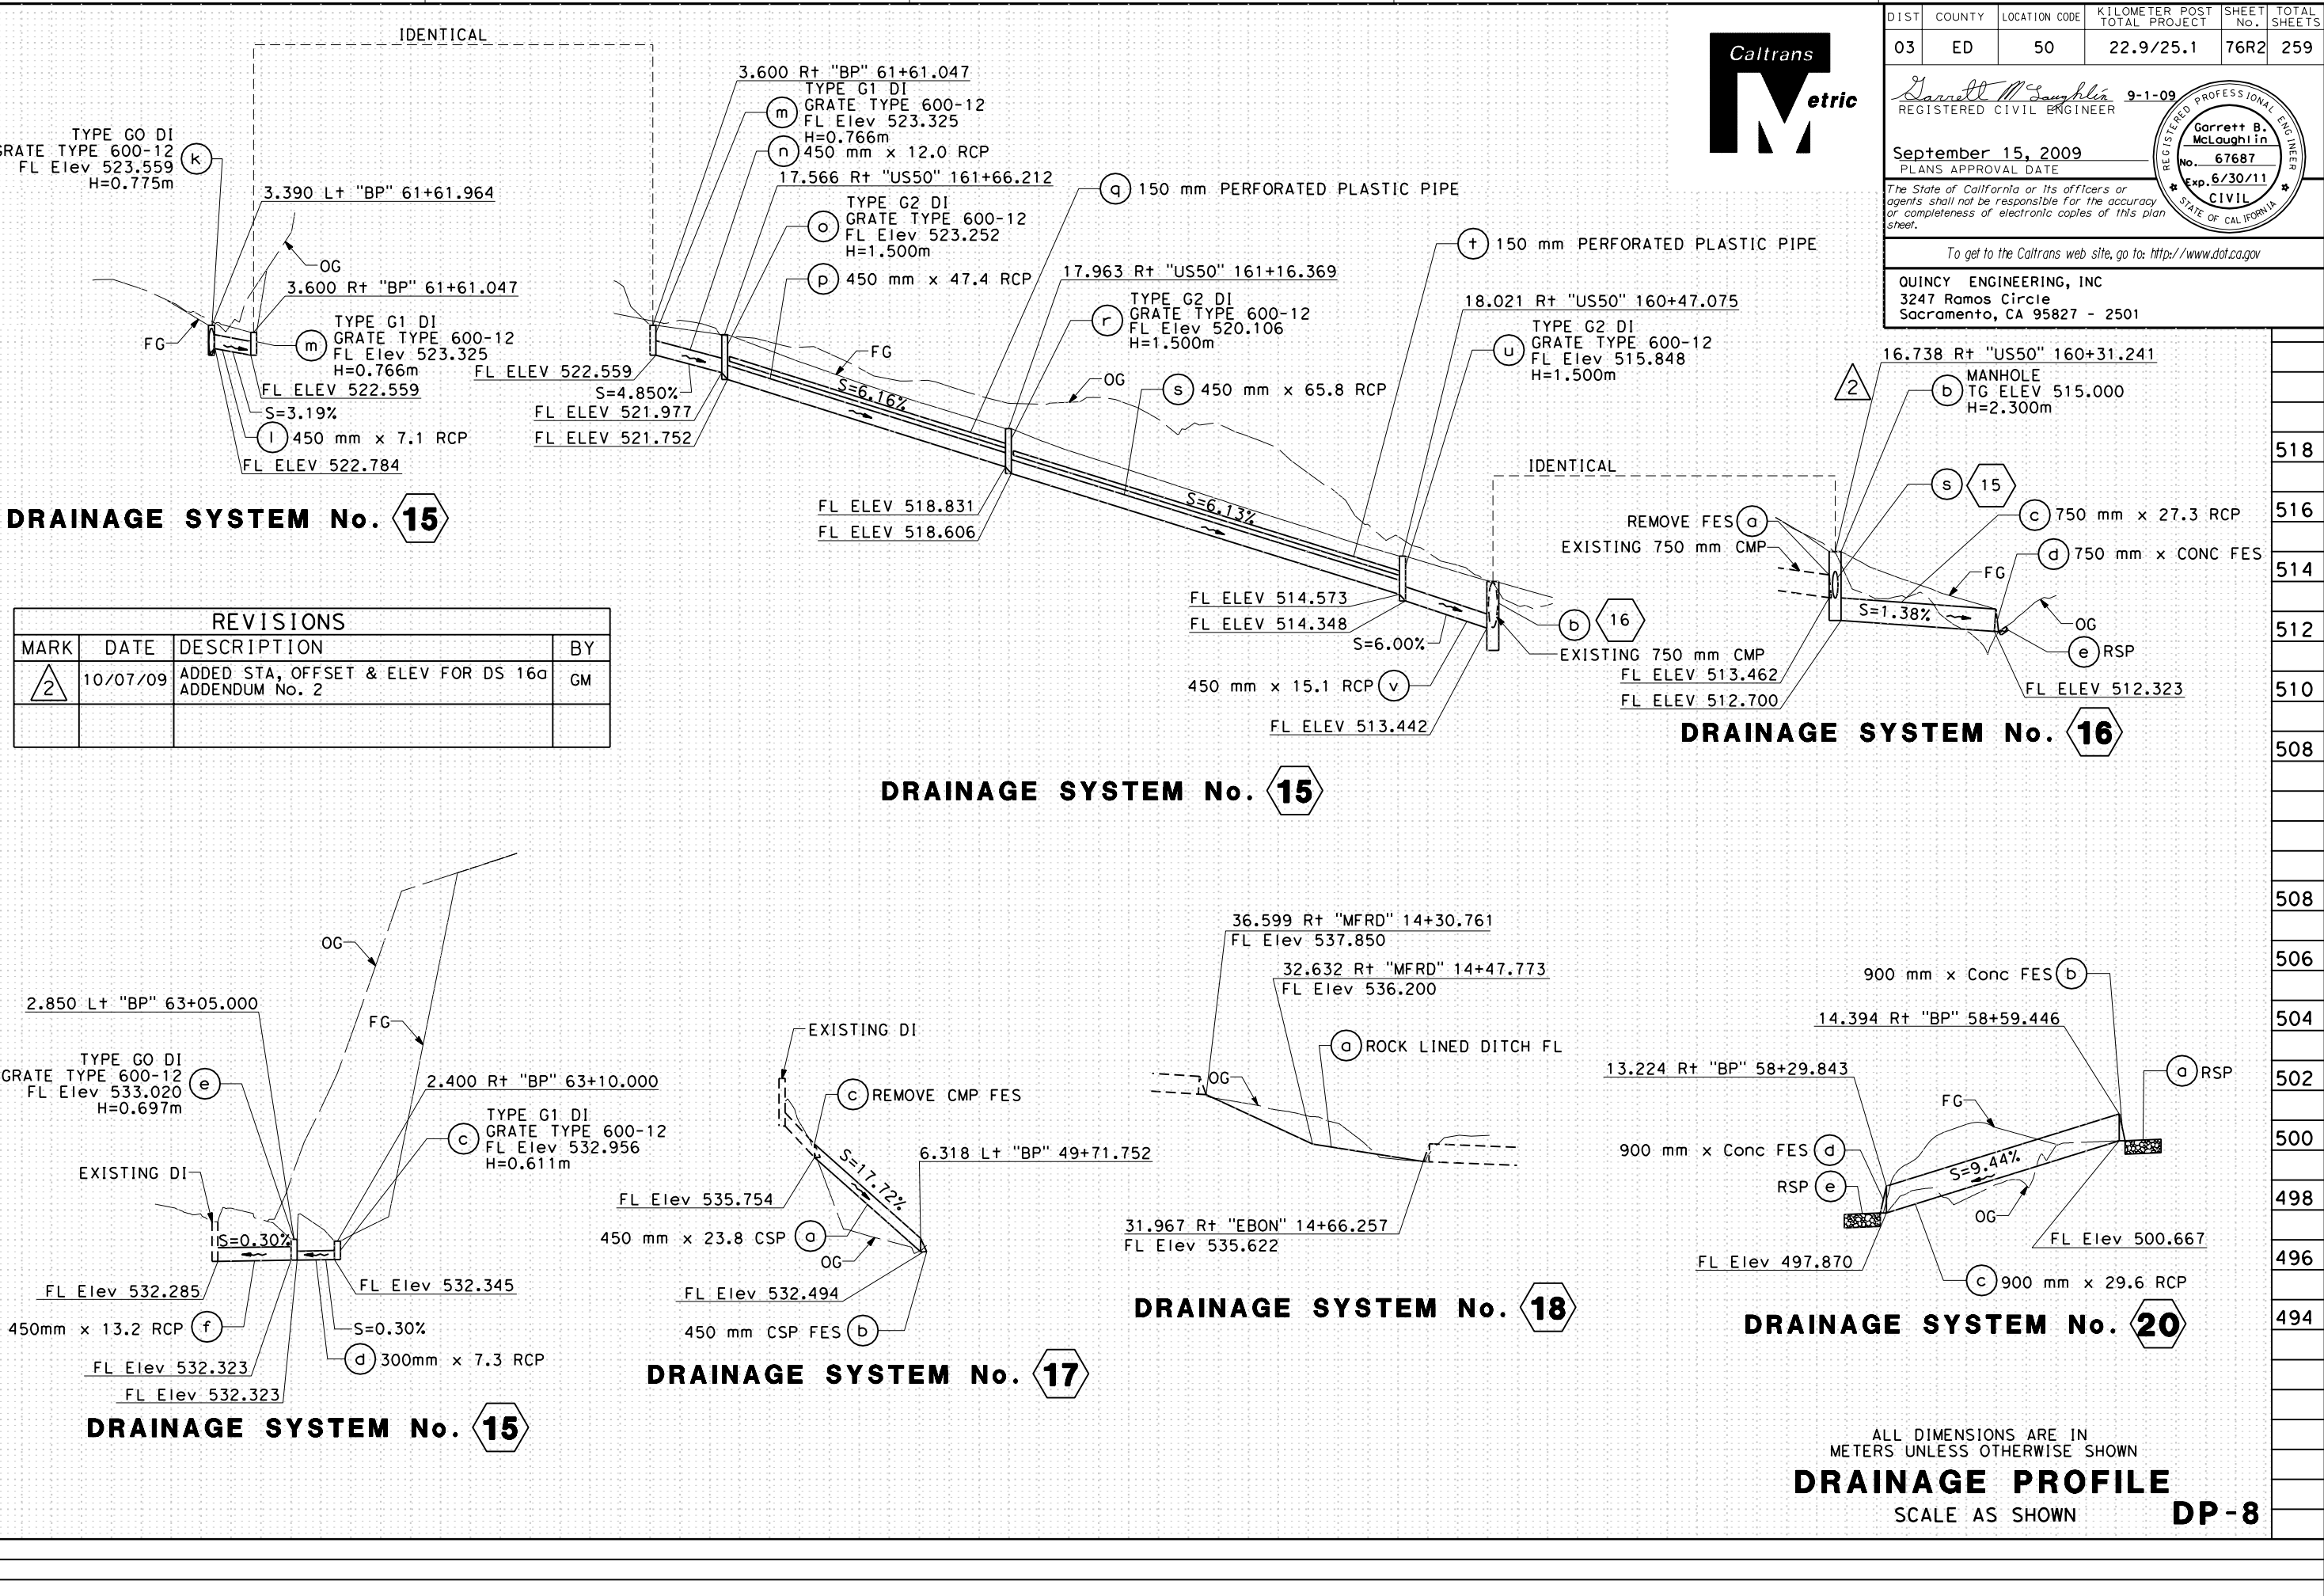 DIST COUNTY LOCATION CODE KILOMETER POST TOTAL PROJECT SHEET No. TOTAL SHEETS
03 ED 50 22.9/25.1 76R2 259
Garrett McLaughlin 9-1-09
REGISTERED CIVIL ENGINEER
September 15, 2009
PLANS APPROVAL DATE
REGISTERED PROFESSIONAL ENGINEER
Garrett B.
McLaughlin
No. 67687
Exp. 6/30/11
CIVIL
STATE OF CALIFORNIA
The State of California or its officers or
agents shall not be responsible for the accuracy
or completeness of electronic copies of this plan
sheet.
To get to the Caltrans web site, go to: http://www.dot.ca.gov
QUINCY ENGINEERING, INC
3247 Ramos Circle
Sacramento, CA 95827 - 2501
Caltrans
Metric
IDENTICAL
TYPE GO DI
GRATE TYPE 600-12
FL Elev 523.559
H=0.775m
k
3.390 Lt "BP" 61+61.964
OG
3.600 Rt "BP" 61+61.047
FG
m
TYPE G1 DI
GRATE TYPE 600-12
FL Elev 523.325
H=0.766m
FL ELEV 522.559
S=3.19%
l 450 mm x 7.1 RCP
FL ELEV 522.784
DRAINAGE SYSTEM No. 15
3.600 Rt "BP" 61+61.047
m
TYPE G1 DI
GRATE TYPE 600-12
FL Elev 523.325
H=0.766m
n 450 mm x 12.0 RCP
17.566 Rt "US50" 161+66.212
o
TYPE G2 DI
GRATE TYPE 600-12
FL Elev 523.252
H=1.500m
p 450 mm x 47.4 RCP
q 150 mm PERFORATED PLASTIC PIPE
17.963 Rt "US50" 161+16.369
r
TYPE G2 DI
GRATE TYPE 600-12
FL Elev 520.106
H=1.500m
t 150 mm PERFORATED PLASTIC PIPE
18.021 Rt "US50" 160+47.075
u
TYPE G2 DI
GRATE TYPE 600-12
FL Elev 515.848
H=1.500m
FG
OG
s 450 mm x 65.8 RCP
FL ELEV 522.559
S=4.850%
FL ELEV 521.977
FL ELEV 521.752
S=6.16%
FL ELEV 518.831
FL ELEV 518.606
S=6.13%
FL ELEV 514.573
FL ELEV 514.348
S=6.00%
450 mm x 15.1 RCP v
FL ELEV 513.442
b 16
EXISTING 750 mm CMP
IDENTICAL
DRAINAGE SYSTEM No. 15
16.738 Rt "US50" 160+31.241
2
b
MANHOLE
TG ELEV 515.000
H=2.300m
s 15
REMOVE FES a
EXISTING 750 mm CMP
c 750 mm x 27.3 RCP
d 750 mm x CONC FES
FG
S=1.38%
OG
e RSP
FL ELEV 513.462
FL ELEV 512.700
FL ELEV 512.323
DRAINAGE SYSTEM No. 16
518
516
514
512
510
508
REVISIONS
MARK DATE DESCRIPTION BY
2 10/07/09 ADDED STA, OFFSET & ELEV FOR DS 16a ADDENDUM No. 2 GM
OG
2.850 Lt "BP" 63+05.000
FG
TYPE GO DI
GRATE TYPE 600-12
FL Elev 533.020
H=0.697m
e
2.400 Rt "BP" 63+10.000
c
TYPE G1 DI
GRATE TYPE 600-12
FL Elev 532.956
H=0.611m
EXISTING DI
S=0.30%
FL Elev 532.285
FL Elev 532.345
450mm x 13.2 RCP f
S=0.30%
d 300mm x 7.3 RCP
FL Elev 532.323
FL Elev 532.323
DRAINAGE SYSTEM No. 15
EXISTING DI
c REMOVE CMP FES
S=17.72%
6.318 Lt "BP" 49+71.752
FL Elev 535.754
450 mm x 23.8 CSP a
OG
FL Elev 532.494
450 mm CSP FES b
DRAINAGE SYSTEM No. 17
36.599 Rt "MFRD" 14+30.761
FL Elev 537.850
32.632 Rt "MFRD" 14+47.773
FL Elev 536.200
a ROCK LINED DITCH FL
OG
31.967 Rt "EBON" 14+66.257
FL Elev 535.622
DRAINAGE SYSTEM No. 18
900 mm x Conc FES b
14.394 Rt "BP" 58+59.446
13.224 Rt "BP" 58+29.843
a RSP
FG
900 mm x Conc FES d
S=9.44%
RSP e
OG
FL Elev 500.667
FL Elev 497.870
c 900 mm x 29.6 RCP
DRAINAGE SYSTEM No. 20
508
506
504
502
500
498
496
494
ALL DIMENSIONS ARE IN
METERS UNLESS OTHERWISE SHOWN
DRAINAGE PROFILE
SCALE AS SHOWN DP-8